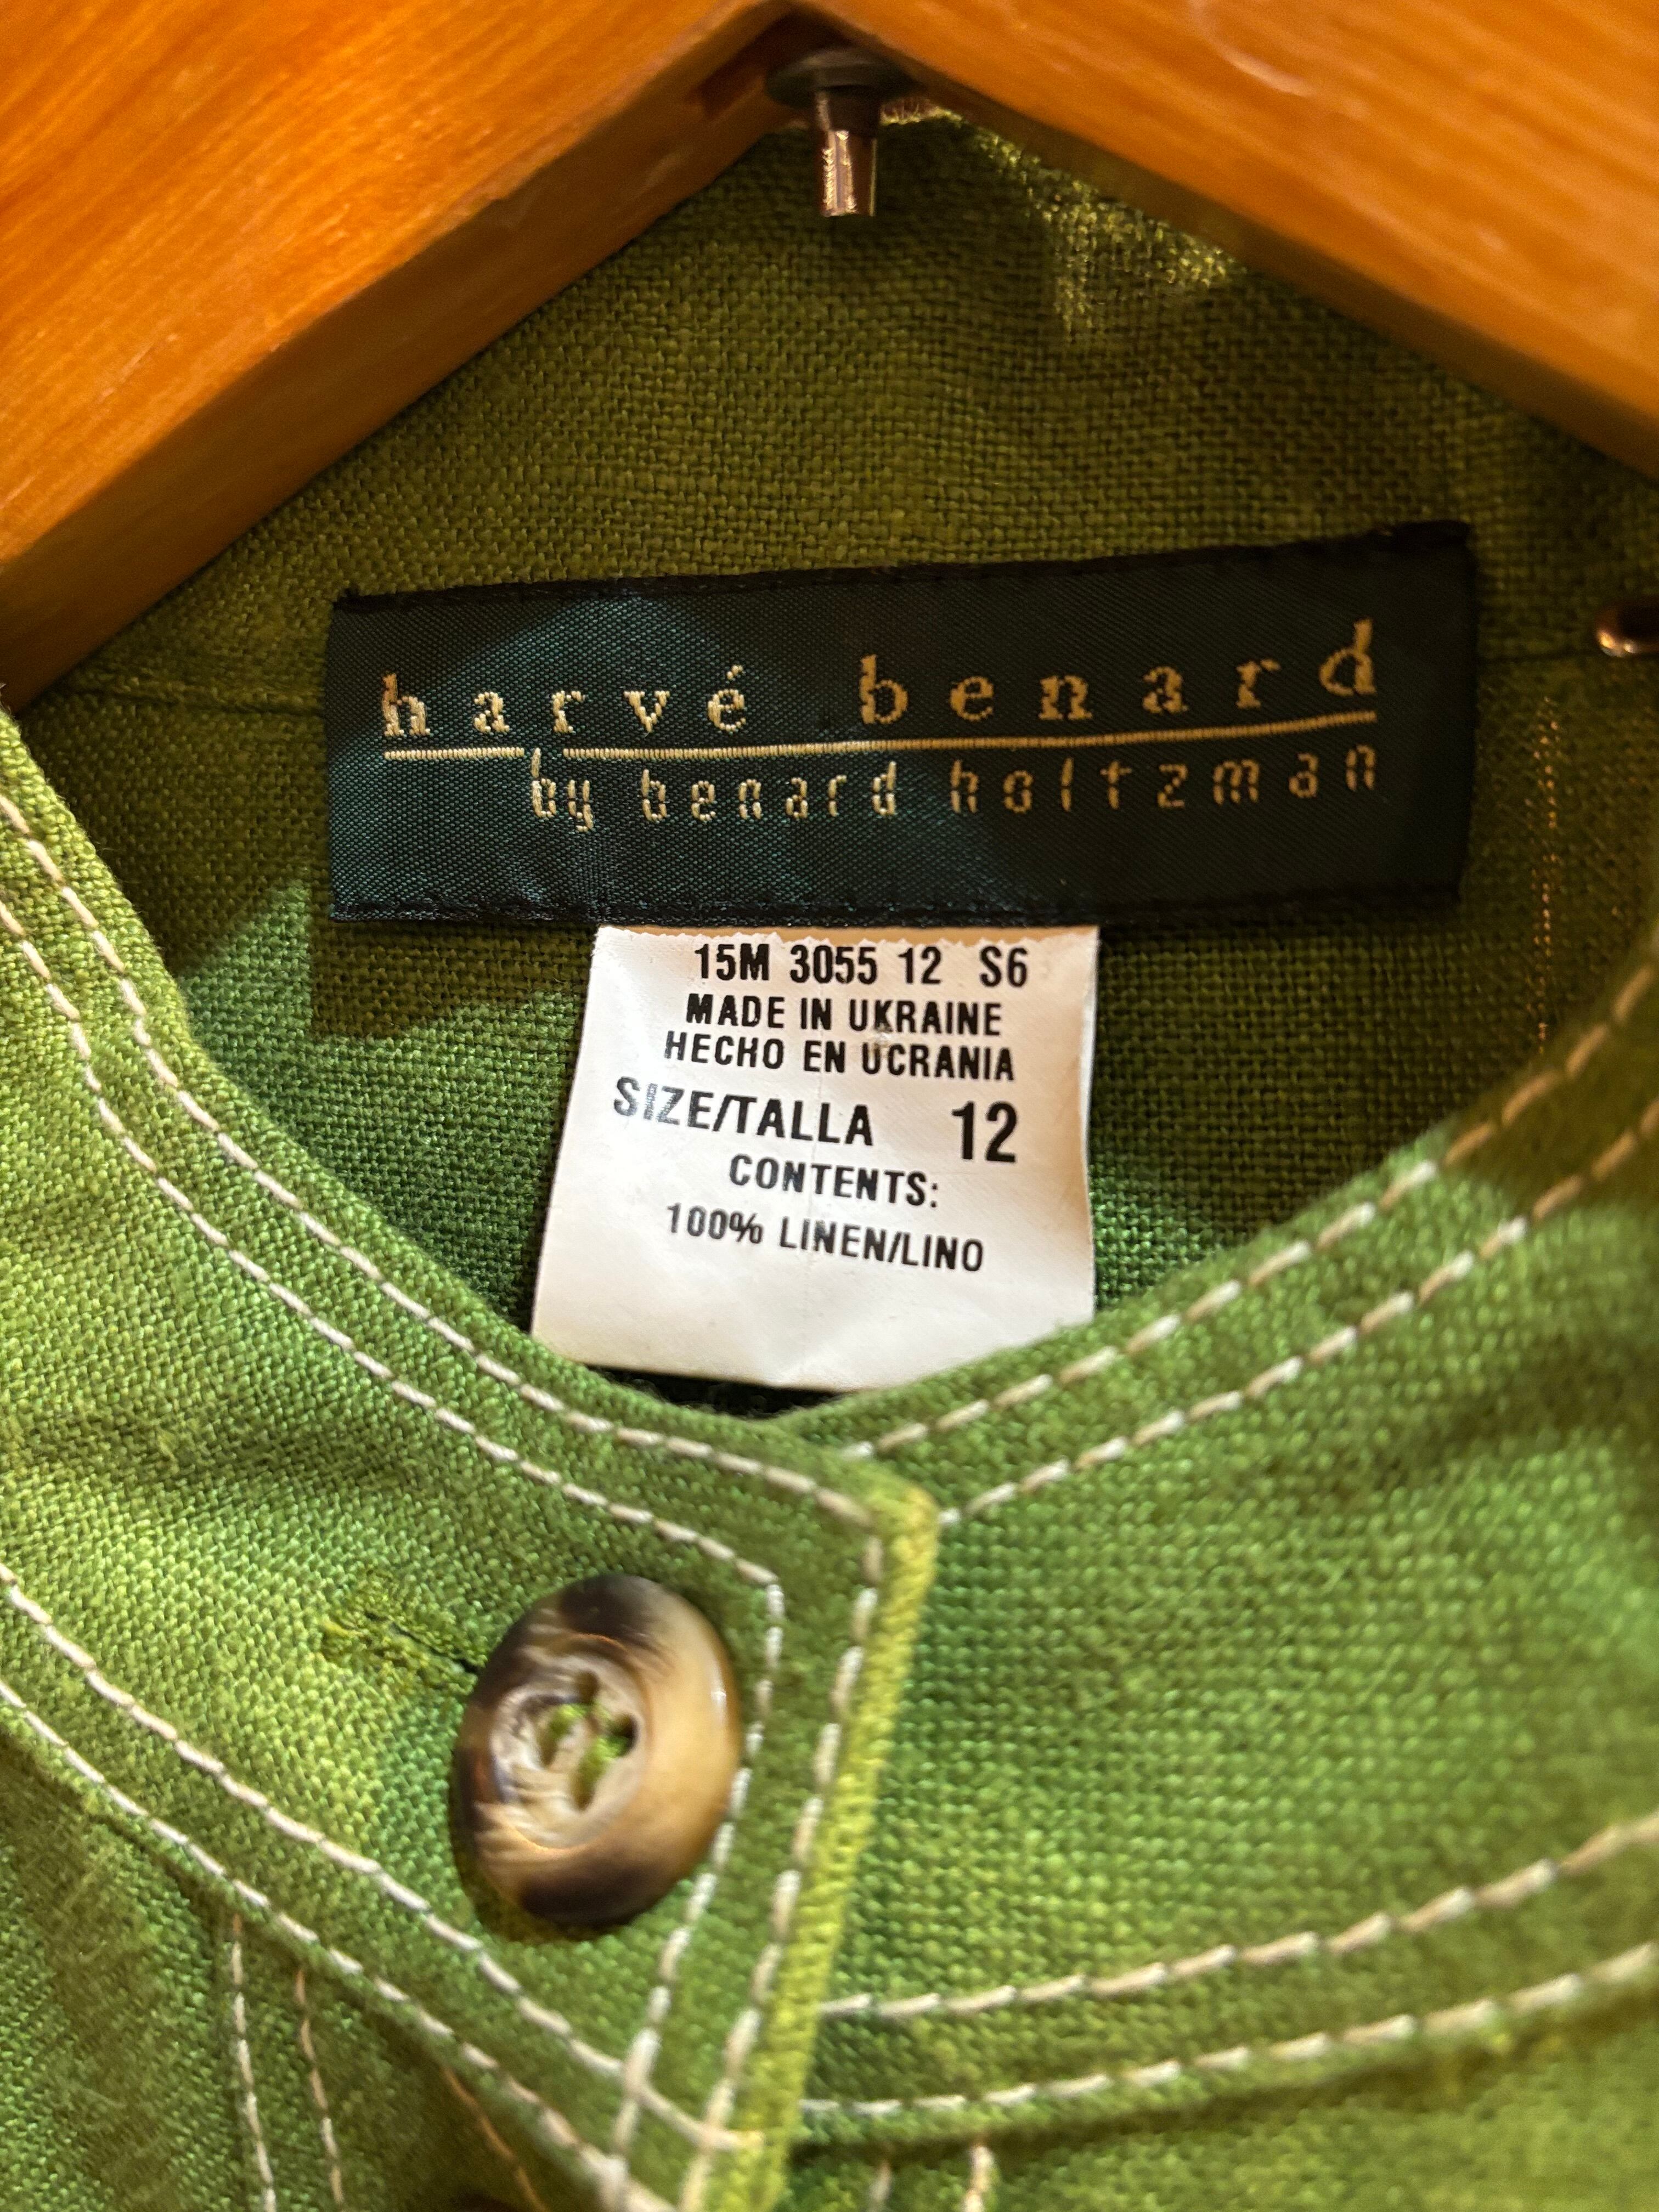 harvé benard
by benard holtzman
15M 3055 12 S6
MADE IN UKRAINE
HECHO EN UCRANIA
SIZE/TALLA 12
CONTENTS:
100% LINEN/LINO